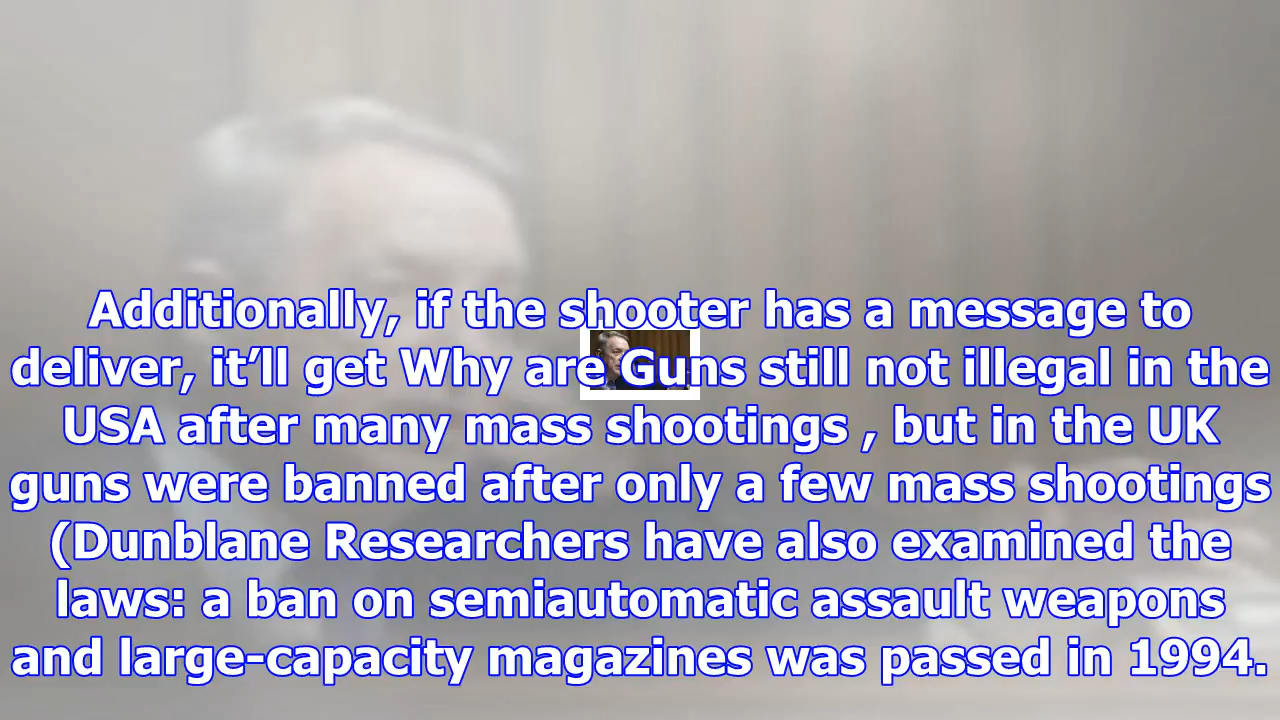 Additionally, if the shooter has a message to
deliver, it’ll get Why are Guns still not illegal in the
USA after many mass shootings , but in the UK
guns were banned after only a few mass shootings
(Dunblane Researchers have also examined the
laws: a ban on semiautomatic assault weapons
and large-capacity magazines was passed in 1994.